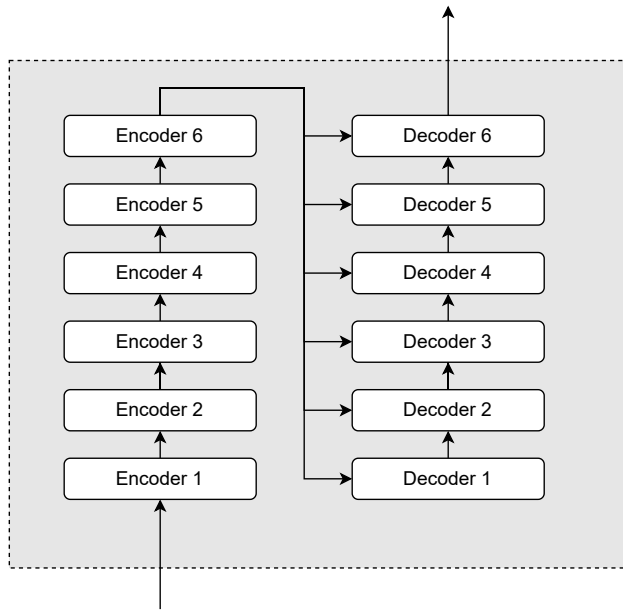 Encoder 6
Encoder 5
Encoder 4
Encoder 3
Encoder 2
Encoder 1
Decoder 6
Decoder 5
Decoder 4
Decoder 3
Decoder 2
Decoder 1